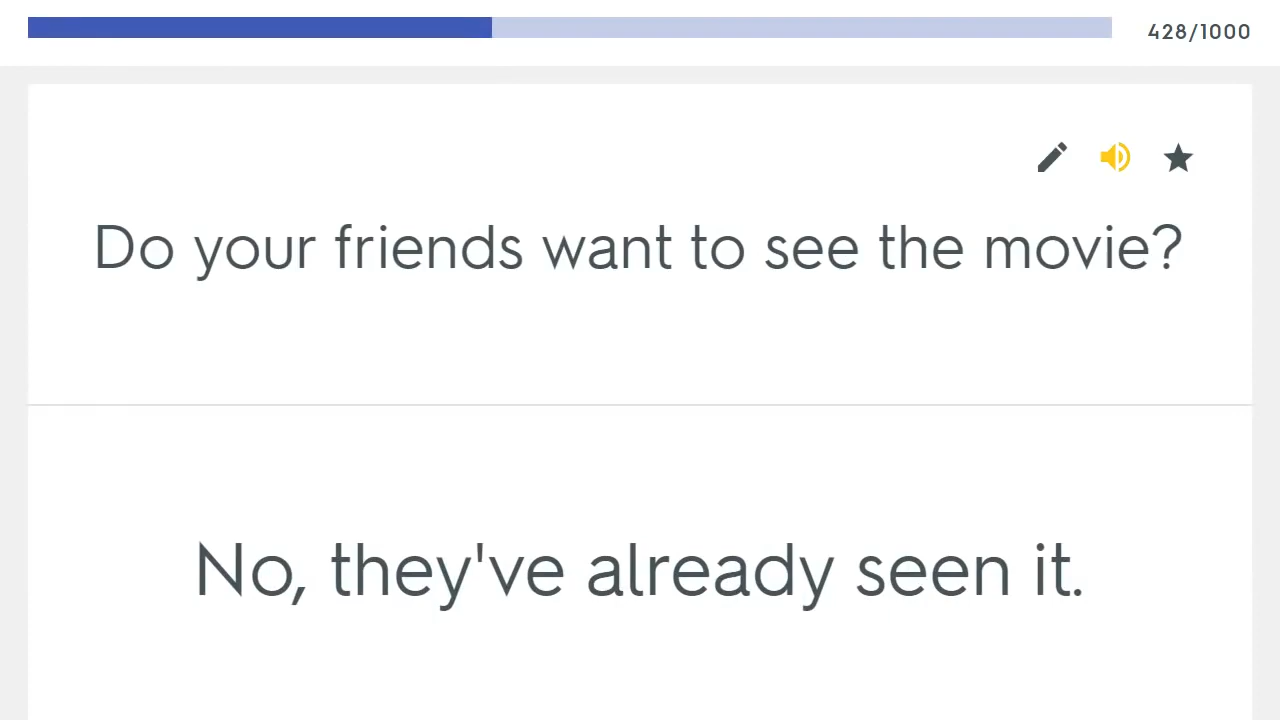 428/1000
Do your friends want to see the movie?
No, they've already seen it.